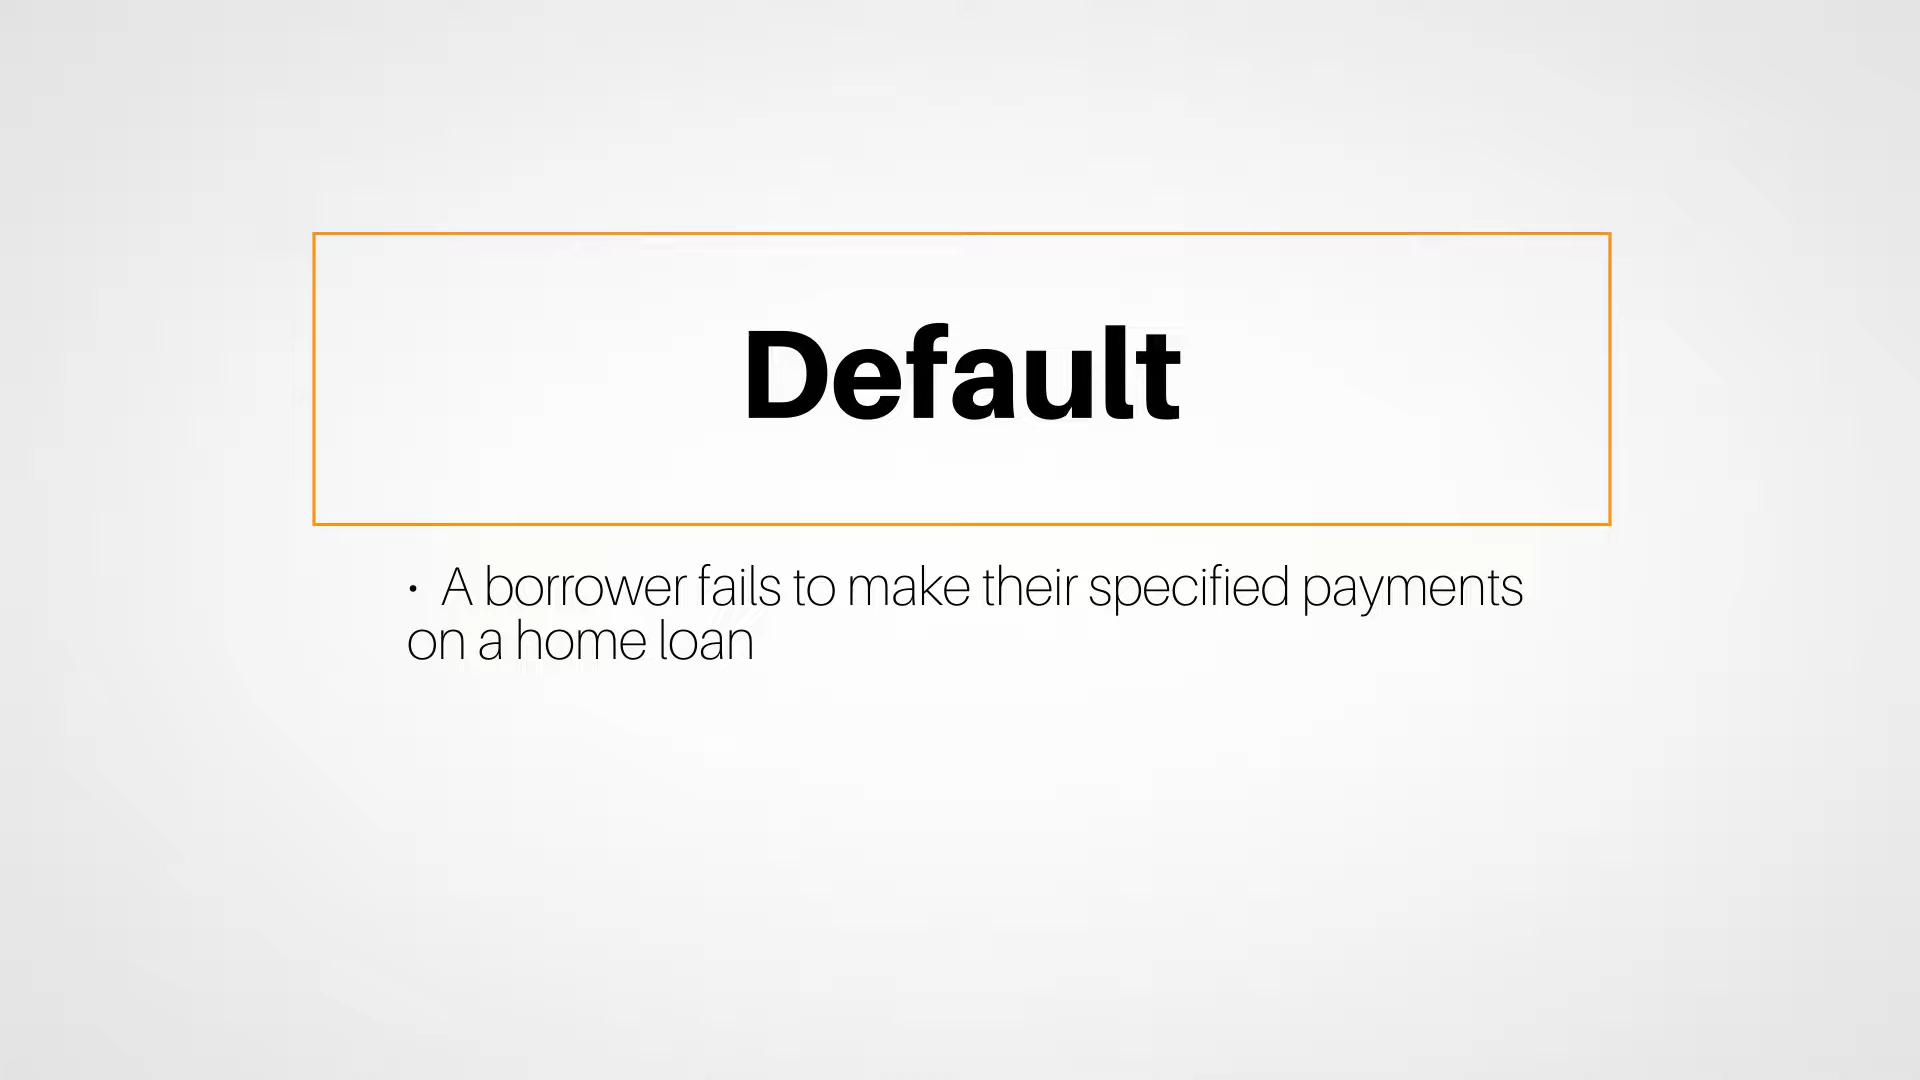 Default
· A borrower fails to make their specified payments
on a home loan